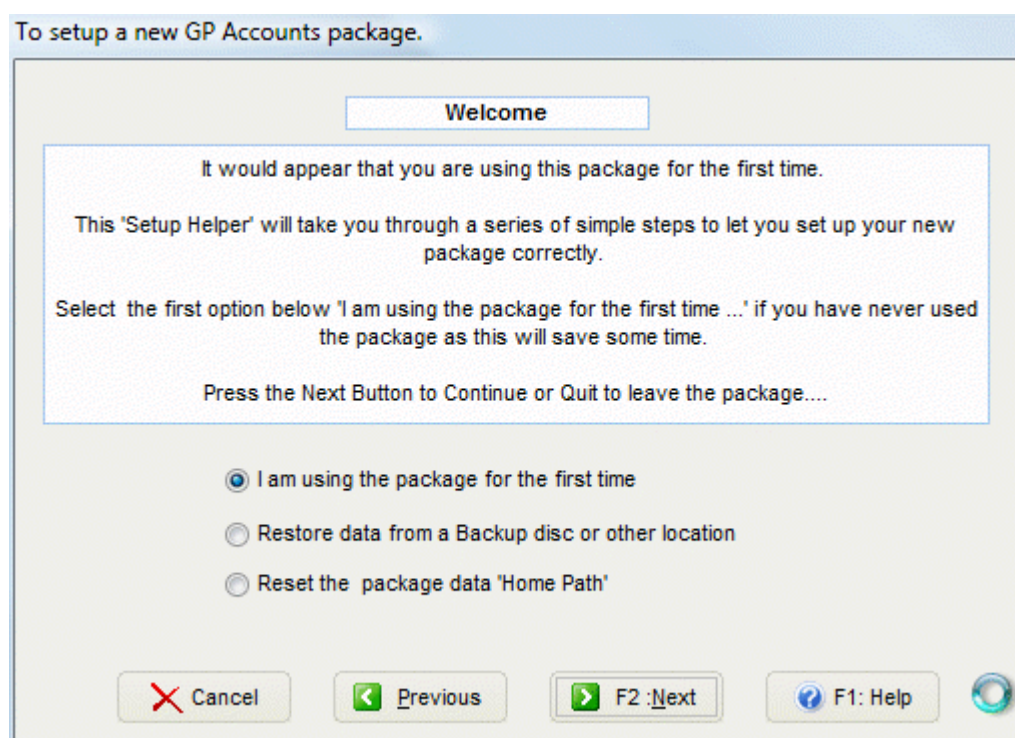 To setup a new GP Accounts package.
Welcome
It would appear that you are using this package for the first time.
This 'Setup Helper' will take you through a series of simple steps to let you set up your new
package correctly.
Select the first option below 'I am using the package for the first time ...' if you have never used
the package as this will save some time.
Press the Next Button to Continue or Quit to leave the package....
I am using the package for the first time
Restore data from a Backup disc or other location
Reset the package data 'Home Path'
Cancel
Previous
F2 :Next
F1: Help